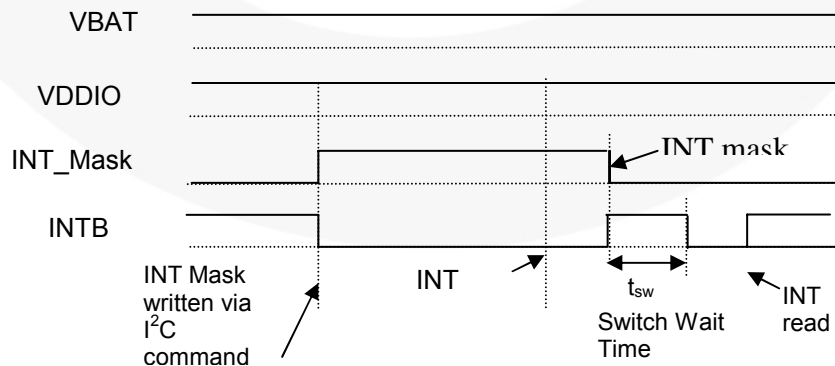 VBAT
VDDIO
INT_Mask
INT mask
INTB
INT Mask
written via
I²C
command
INT
tsw
Switch Wait
Time
INT
read